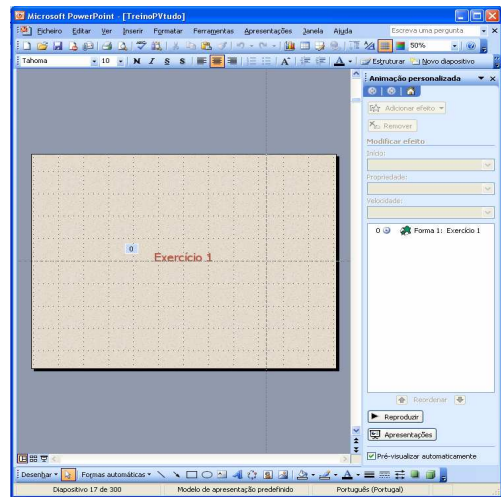 Microsoft PowerPoint - [TreinoPVtudo]
Ficheiro Editar Ver Inserir Formatar Ferramentas Apresentações Janela Ajuda Escreva uma pergunta
50%
Tahoma 10 N I S S A A Estruturar Novo diapositivo
Animação personalizada
Adicionar efeito
Remover
Modificar efeito
Início:
Propriedade:
Velocidade:
0 Forma 1: Exercício 1
0
Exercício 1
Reordenar
Reproduzir
Apresentações
Pré-visualizar automaticamente
Desenhar Formas automáticas
Diapositivo 17 de 300 Modelo de apresentação predefinido Português (Portugal)